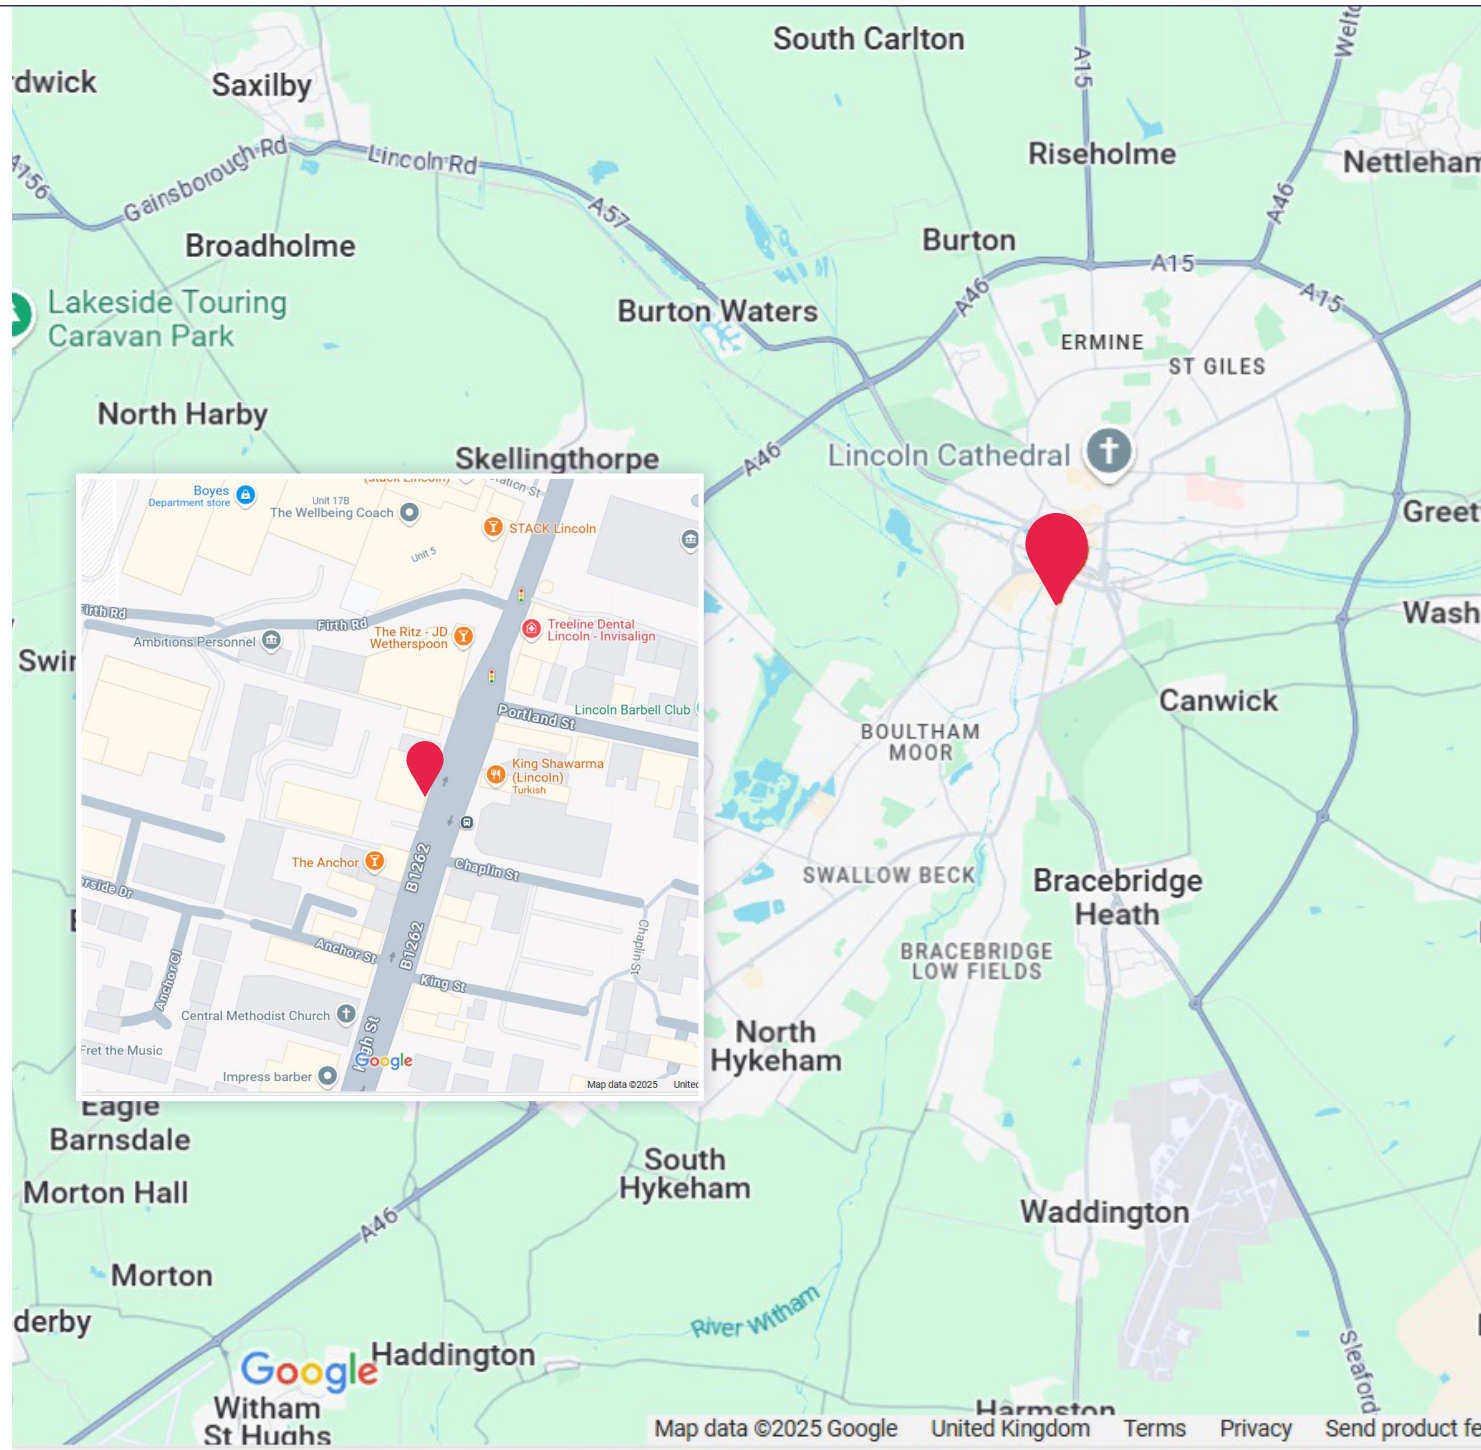 South Carlton
A15
Saxilby
Riseholme
Nettleham
A156
Gainsborough Rd
Lincoln Rd
A57
A46
Broadholme
Burton
A15
Lakeside Touring
Caravan Park
Burton Waters
A46
A15
ERMINE
ST GILES
North Harby
Lincoln Cathedral
Skellingthorpe
A46
Boyes
Department store
Unit 17B
The Wellbeing Coach
STACK Lincoln
Unit 5
Firth Rd
Firth Rd
Ambitions Personnel
The Ritz - JD
Wetherspoon
Treeline Dental
Lincoln - Invisalign
Portland St
Lincoln Barbell Club
King Shawarma
(Lincoln)
Turkish
The Anchor
B1262
Chaplin St
Chaplin St
B1262
Anchor St
King St
Anchor Cl
Central Methodist Church
High St
Fret the Music
Google
Impress barber
Map data ©2025
Canwick
BOULTHAM
MOOR
SWALLOW BECK
Bracebridge
Heath
BRACEBRIDGE
LOW FIELDS
North
Hykeham
Eagle
Barnsdale
South
Hykeham
Morton Hall
A46
Waddington
Morton
River Witham
derby
Haddington
Google
Sleaford
Witham
St Hughs
Harmston
Map data ©2025 Google United Kingdom Terms Privacy Send product fe